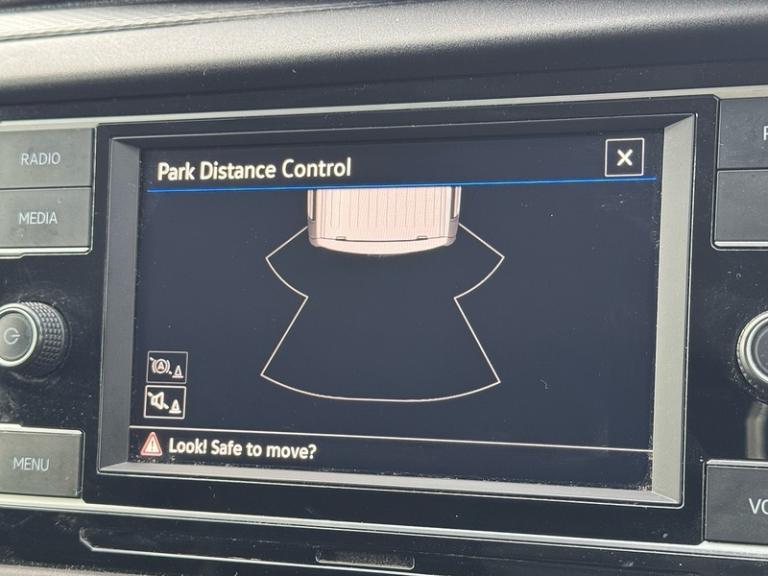 RADIO
Park Distance Control
MEDIA
MENU
Look! Safe to move?